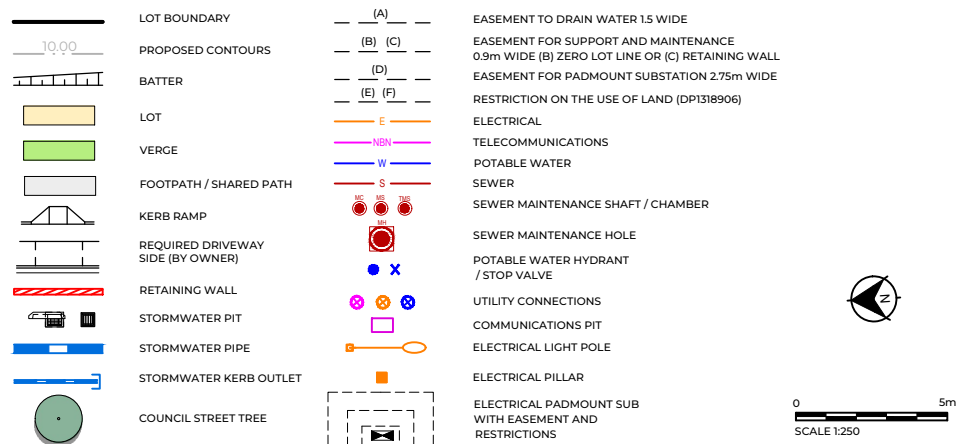 LOT BOUNDARY
10.00
PROPOSED CONTOURS
BATTER
LOT
VERGE
FOOTPATH / SHARED PATH
KERB RAMP
REQUIRED DRIVEWAY
SIDE (BY OWNER)
RETAINING WALL
STORMWATER PIT
STORMWATER PIPE
STORMWATER KERB OUTLET
COUNCIL STREET TREE
(A)
EASEMENT TO DRAIN WATER 1.5 WIDE
(B) (C)
EASEMENT FOR SUPPORT AND MAINTENANCE
0.9m WIDE (B) ZERO LOT LINE OR (C) RETAINING WALL
(D)
EASEMENT FOR PADMOUNT SUBSTATION 2.75m WIDE
(E) (F)
RESTRICTION ON THE USE OF LAND (DP1318906)
E
ELECTRICAL
NBN
TELECOMMUNICATIONS
W
POTABLE WATER
S
SEWER
MC MS TMS
SEWER MAINTENANCE SHAFT / CHAMBER
MH
SEWER MAINTENANCE HOLE
POTABLE WATER HYDRANT
/ STOP VALVE
UTILITY CONNECTIONS
COMMUNICATIONS PIT
ELECTRICAL LIGHT POLE
ELECTRICAL PILLAR
ELECTRICAL PADMOUNT SUB
WITH EASEMENT AND
RESTRICTIONS
N
0 5m
SCALE 1:250